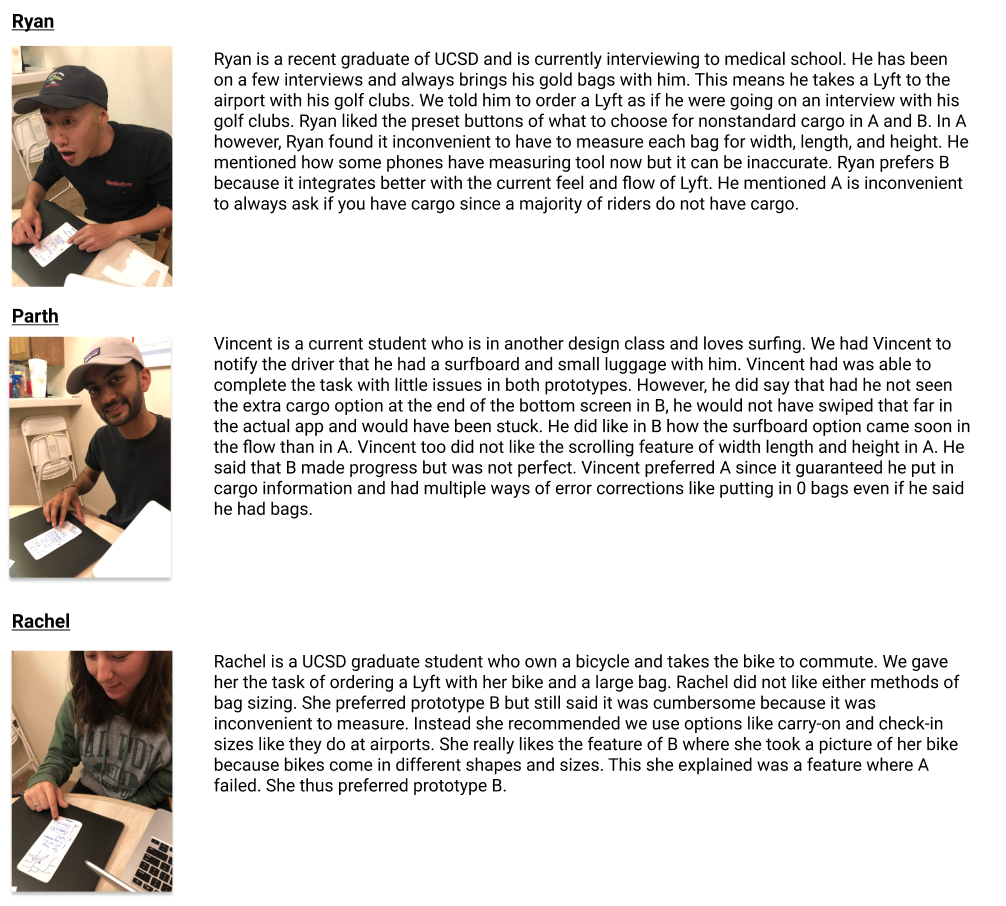 Ryan
Ryan is a recent graduate of UCSD and is currently interviewing to medical school. He has been
on a few interviews and always brings his gold bags with him. This means he takes a Lyft to the
airport with his golf clubs. We told him to order a Lyft as if he were going on an interview with his
golf clubs. Ryan liked the preset buttons of what to choose for nonstandard cargo in A and B. In A
however, Ryan found it inconvenient to have to measure each bag for width, length, and height. He
mentioned how some phones have measuring tool now but it can be inaccurate. Ryan prefers B
because it integrates better with the current feel and flow of Lyft. He mentioned A is inconvenient
to always ask if you have cargo since a majority of riders do not have cargo.
Parth
Vincent is a current student who is in another design class and loves surfing. We had Vincent to
notify the driver that he had a surfboard and small luggage with him. Vincent had was able to
complete the task with little issues in both prototypes. However, he did say that had he not seen
the extra cargo option at the end of the bottom screen in B, he would not have swiped that far in
the actual app and would have been stuck. He did like in B how the surfboard option came soon in
the flow than in A. Vincent too did not like the scrolling feature of width length and height in A. He
said that B made progress but was not perfect. Vincent preferred A since it guaranteed he put in
cargo information and had multiple ways of error corrections like putting in 0 bags even if he said
he had bags.
Rachel
Rachel is a UCSD graduate student who own a bicycle and takes the bike to commute. We gave
her the task of ordering a Lyft with her bike and a large bag. Rachel did not like either methods of
bag sizing. She preferred prototype B but still said it was cumbersome because it was
inconvenient to measure. Instead she recommended we use options like carry-on and check-in
sizes like they do at airports. She really likes the feature of B where she took a picture of her bike
because bikes come in different shapes and sizes. This she explained was a feature where A
failed. She thus preferred prototype B.